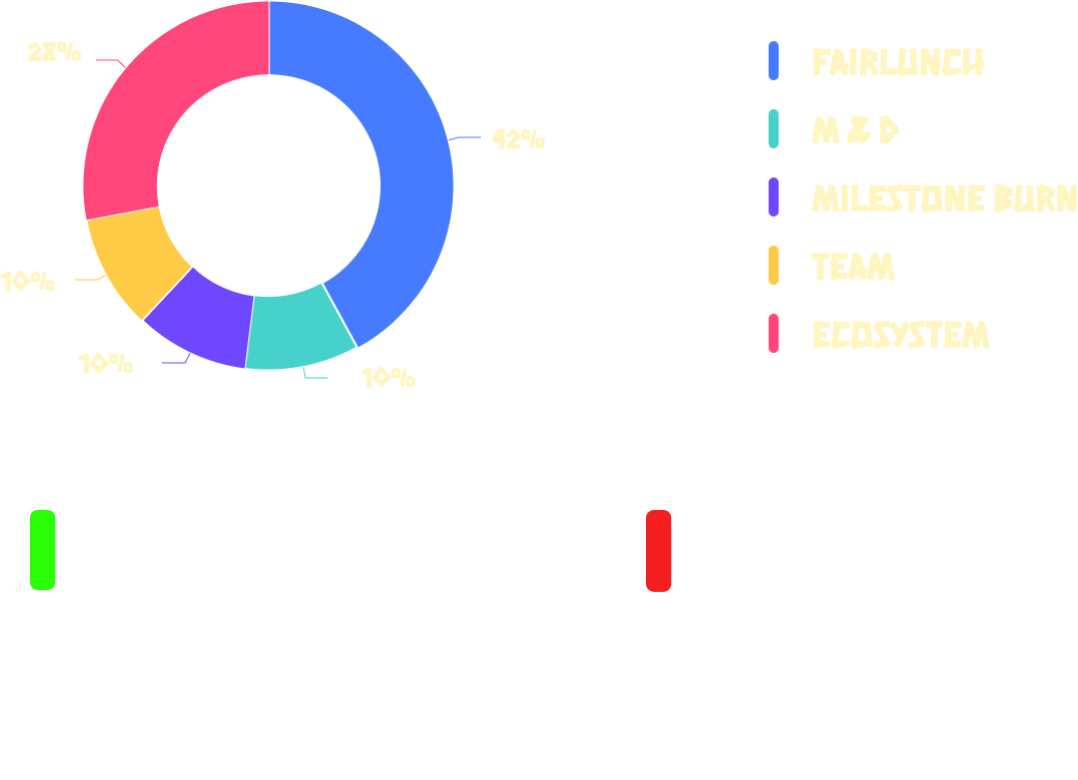 28%
42%
10%
10%
10%
FAIRLUNCH
M & D
MILESTONE BURN
TEAM
ECOSYSTEM